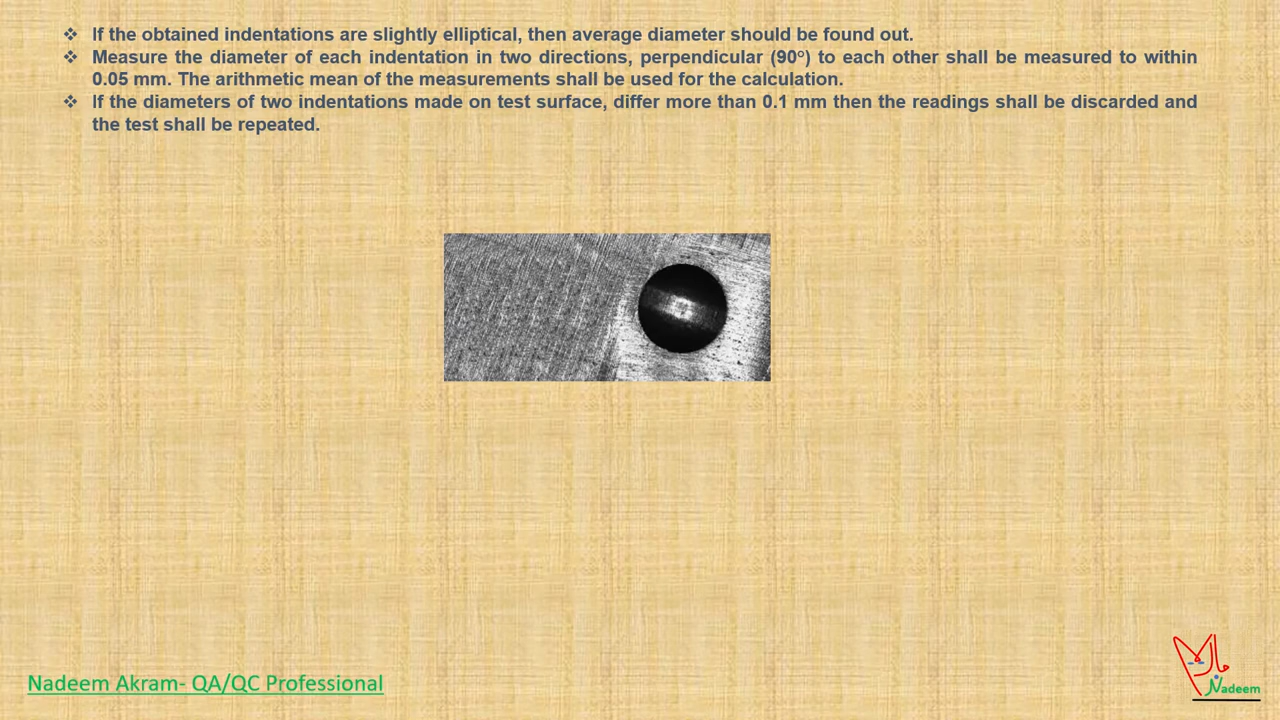 ❖ If the obtained indentations are slightly elliptical, then average diameter should be found out.
❖ Measure the diameter of each indentation in two directions, perpendicular (90°) to each other shall be measured to within
0.05 mm. The arithmetic mean of the measurements shall be used for the calculation.
❖ If the diameters of two indentations made on test surface, differ more than 0.1 mm then the readings shall be discarded and
the test shall be repeated.
Nadeem Akram- QA/QC Professional
Nadeem